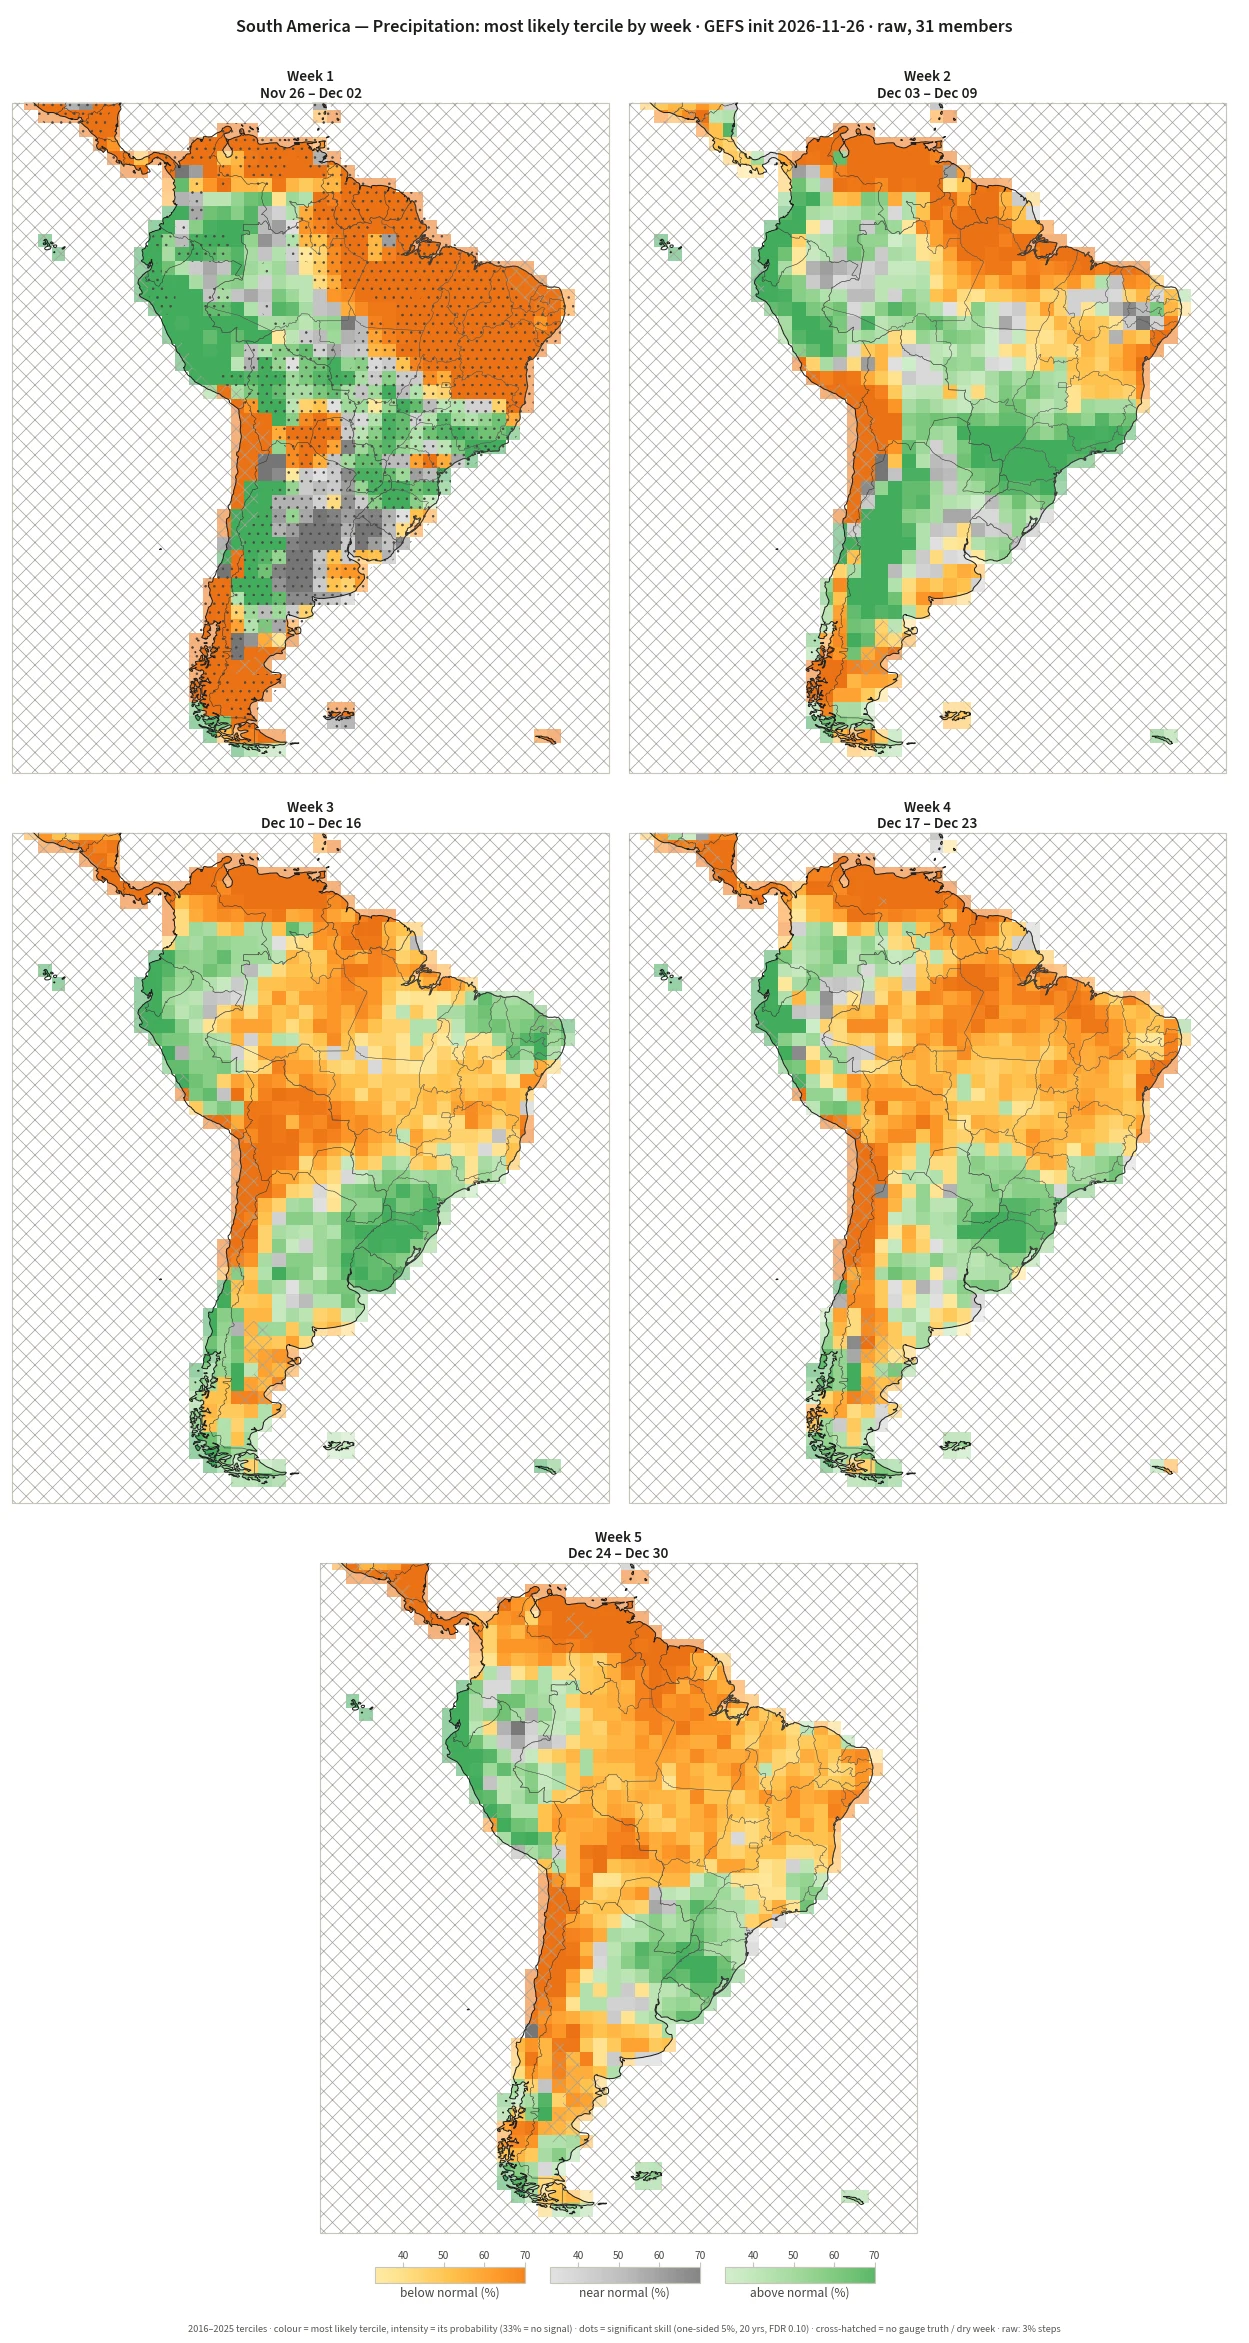 South America — Precipitation: most likely tercile by week · GEFS init 2026-11-26 · raw, 31 members
Week 1
Nov 26 – Dec 02
Week 2
Dec 03 – Dec 09
Week 3
Dec 10 – Dec 16
Week 4
Dec 17 – Dec 23
Week 5
Dec 24 – Dec 30
40 50 60 70
below normal (%)
40 50 60 70
near normal (%)
40 50 60 70
above normal (%)
2016–2025 terciles · colour = most likely tercile, intensity = its probability (33% = no signal) · dots = significant skill (one-sided 5%, 20 yrs, FDR 0.10) · cross-hatched = no gauge truth / dry week · raw: 3% steps